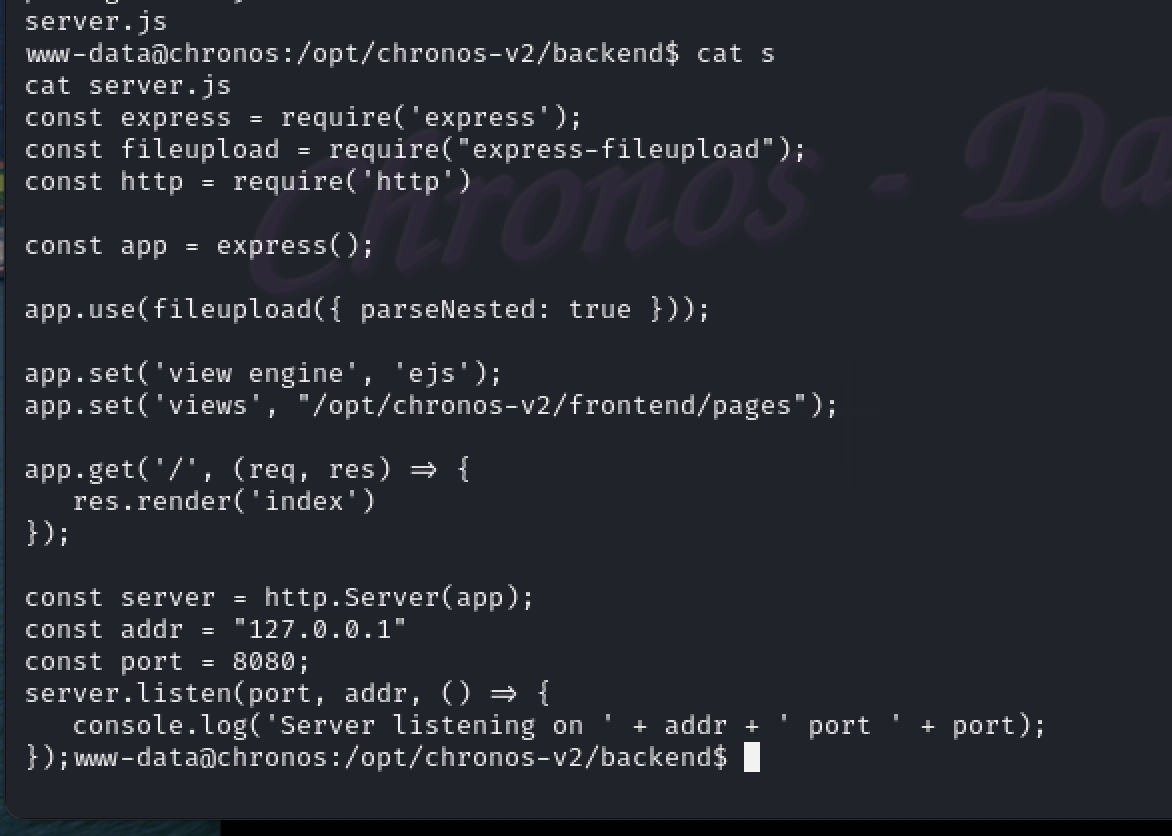 server.js
www-data@chronos:/opt/chronos-v2/backend$ cat s
cat server.js
const express = require('express');
const fileupload = require("express-fileupload");
const http = require('http')

const app = express();

app.use(fileupload({ parseNested: true }));

app.set('view engine', 'ejs');
app.set('views', "/opt/chronos-v2/frontend/pages");

app.get('/', (req, res) => {
   res.render('index')
});

const server = http.Server(app);
const addr = "127.0.0.1"
const port = 8080;
server.listen(port, addr, () => {
   console.log('Server listening on ' + addr + ' port ' + port);
});www-data@chronos:/opt/chronos-v2/backend$
Chronos - Da